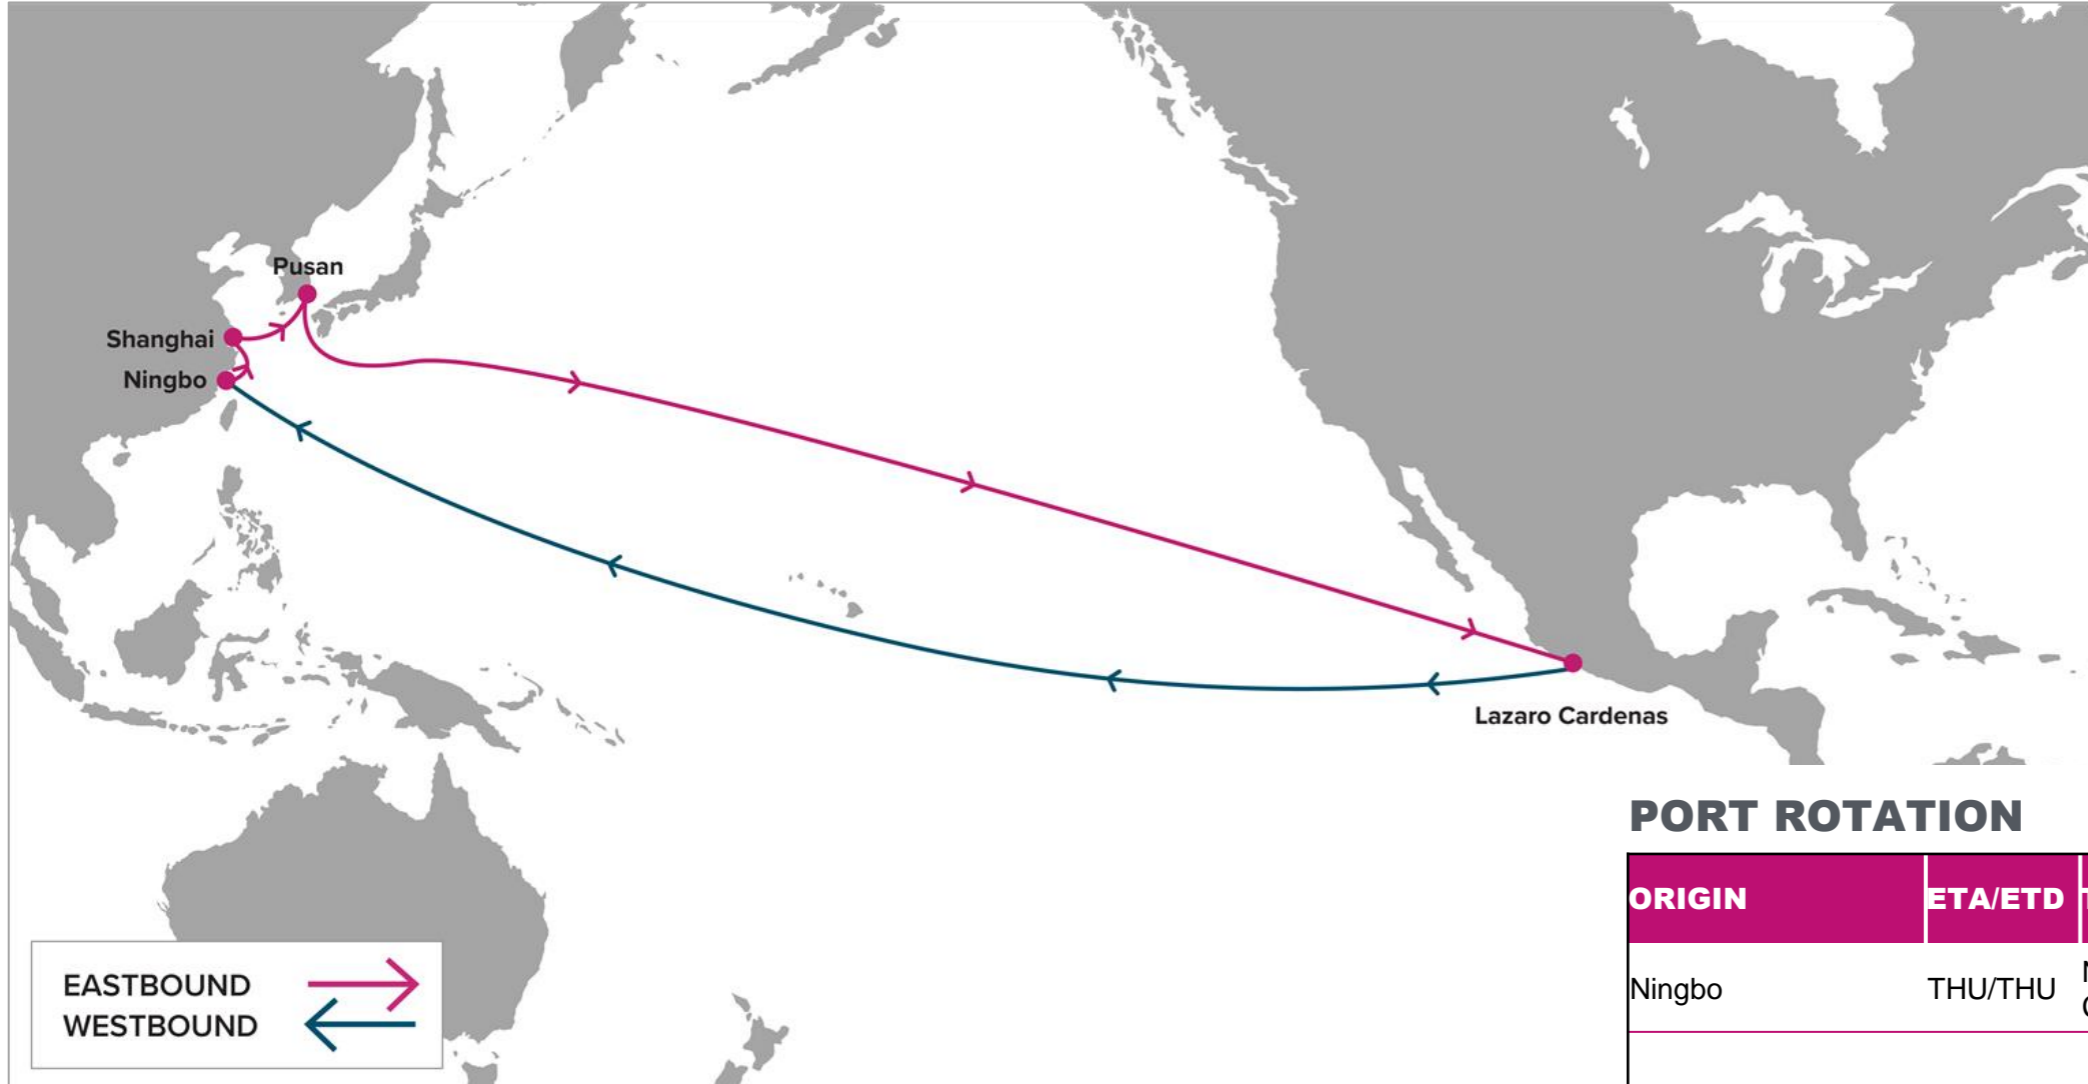 Pusan
Shanghai
Ningbo
Lazaro Cardenas
EASTBOUND
WESTBOUND
PORT ROTATION
ORIGIN ETA/ETD
Ningbo THU/THU